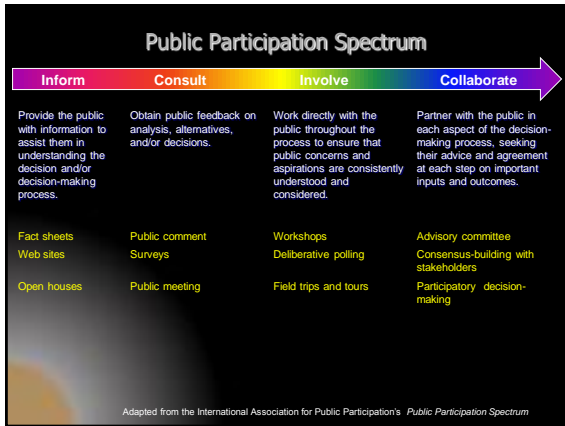 Public Participation Spectrum
Inform
Consult
Involve
Collaborate
Provide the public
with information to
assist them in
understanding the
decision and/or
decision-making
process.
Obtain public feedback on
analysis, alternatives,
and/or decisions.
Work directly with the
public throughout the
process to ensure that
public concerns and
aspirations are consistently
understood and
considered.
Partner with the public in
each aspect of the decision-
making process, seeking
their advice and agreement
at each step on important
inputs and outcomes.
Fact sheets
Web sites
Open houses
Public comment
Surveys
Public meeting
Workshops
Deliberative polling
Field trips and tours
Advisory committee
Consensus-building with
stakeholders
Participatory decision-
making
Adapted from the International Association for Public Participation's Public Participation Spectrum